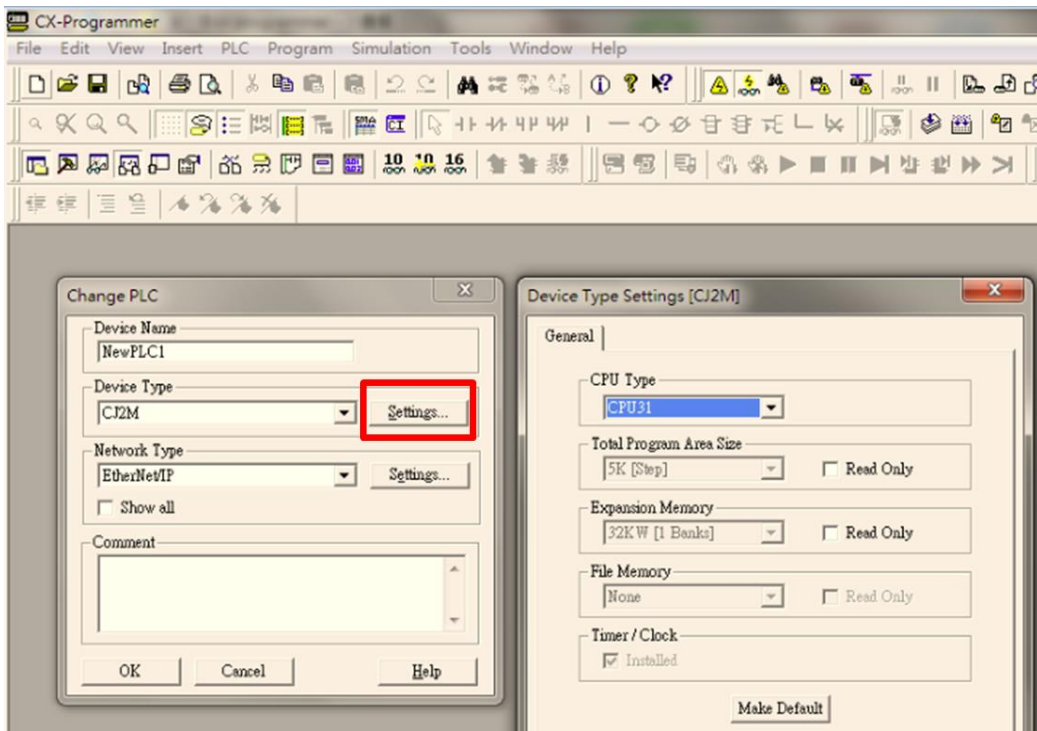 CX-Programmer
File Edit View Insert PLC Program Simulation Tools Window Help
10 10 16
Change PLC
Device Name
NewPLC1
Device Type
CJ2M
Settings...
Network Type
EtherNet/IP
Settings...
Show all
Comment
OK Cancel Help
Device Type Settings [CJ2M]
General
CPU Type
CPU31
Total Program Area Size
5K [Step]
Read Only
Expansion Memory
32KW [1 Banks]
Read Only
File Memory
None
Read Only
Timer / Clock
Installed
Make Default